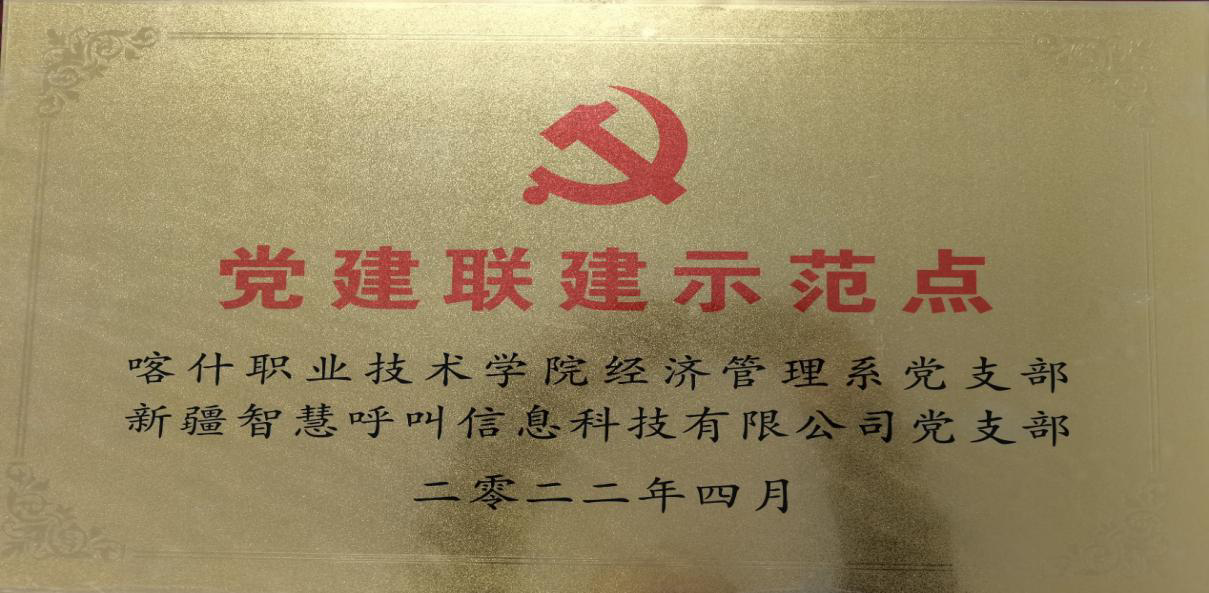 党建联建示范点
喀什职业技术学院经济管理系党支部
新疆智慧呼叫信息科技有限公司党支部
二零二二年四月